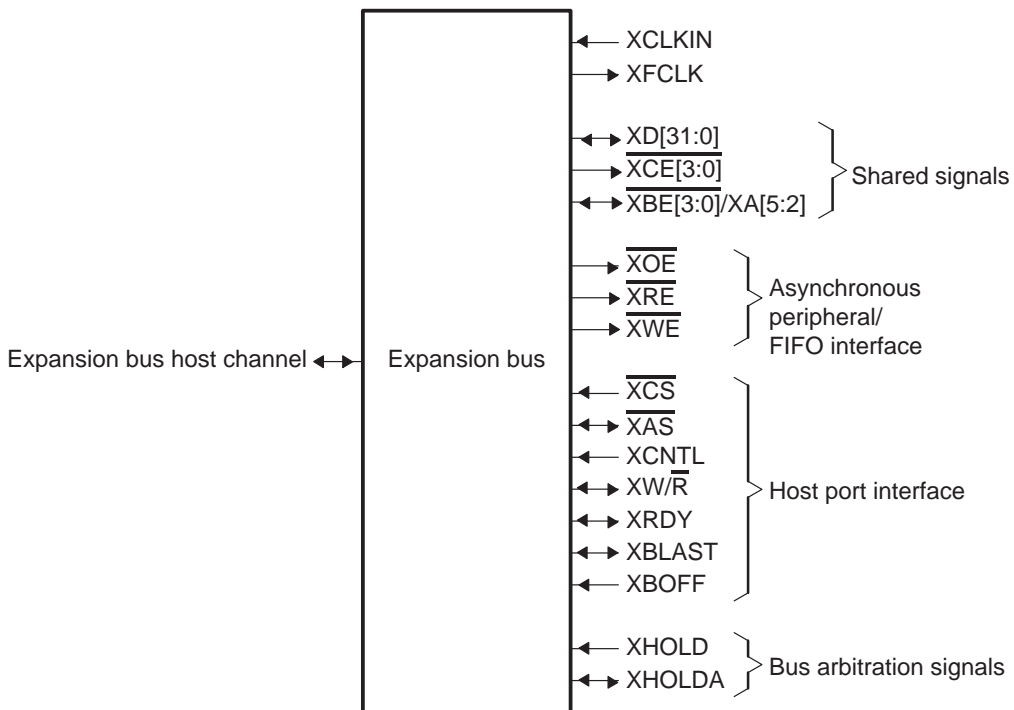 XCLKIN
XFCLK
XD[31:0]
XCE[3:0]
XBE[3:0]/XA[5:2]
Shared signals
XOE
XRE
XWE
Asynchronous
peripheral/
FIFO interface
Expansion bus host channel
Expansion bus
XCS
XAS
XCNTL
XW/R
XRDY
XBLAST
XBOFF
Host port interface
XHOLD
XHOLDA
Bus arbitration signals